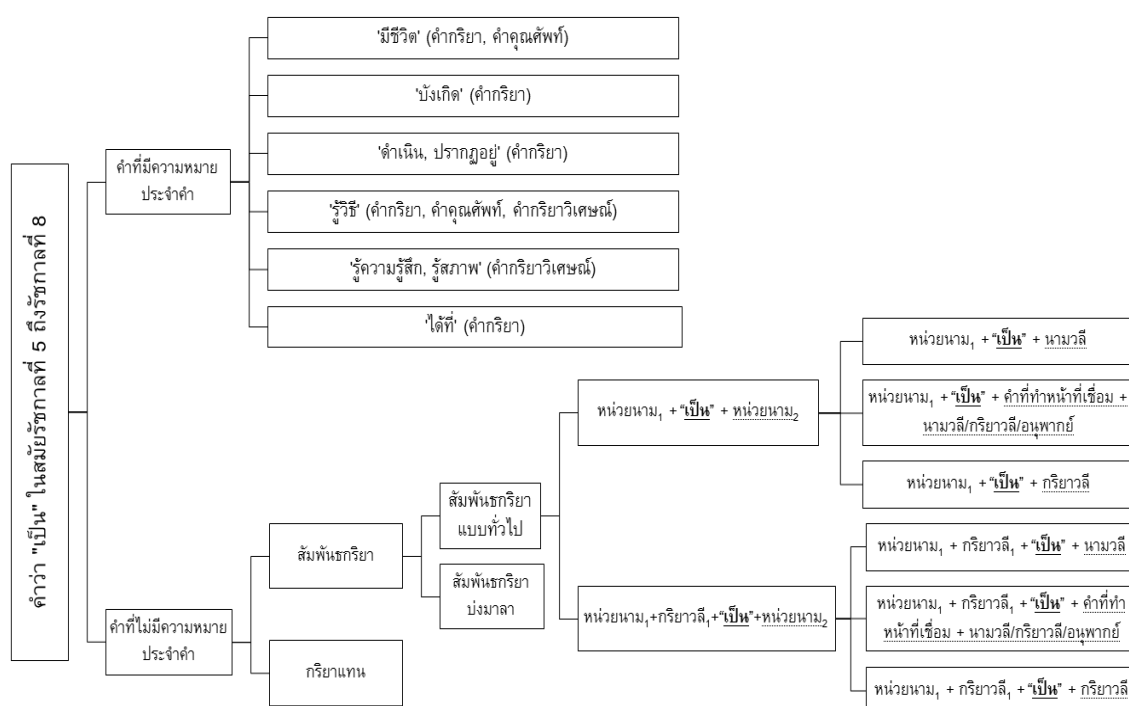 คำว่า "เป็น" ในสมัยรัชกาลที่ 5 ถึงรัชกาลที่ 8
คำที่มีความหมาย
ประจำคำ
'มีชีวิต' (คำกริยา, คำคุณศัพท์)
'บังเกิด' (คำกริยา)
'ดำเนิน, ปรากฏอยู่' (คำกริยา)
'รู้วิธี' (คำกริยา, คำคุณศัพท์, คำกริยาวิเศษณ์)
'รู้ความรู้สึก, รู้สภาพ' (คำกริยาวิเศษณ์)
'ได้ที่' (คำกริยา)
คำที่ไม่มีความหมาย
ประจำคำ
สัมพันธกริยา
กริยาแทน
สัมพันธกริยา
แบบทั่วไป
สัมพันธกริยา
บ่งมาลา
หน่วยนาม₁ + "เป็น" + หน่วยนาม₂
หน่วยนาม₁ + "เป็น" + นามวลี
หน่วยนาม₁ + "เป็น" + คำที่ทำหน้าที่เชื่อม +
นามวลี/กริยาวลี/อนุพากย์
หน่วยนาม₁ + "เป็น" + กริยาวลี
หน่วยนาม₁+กริยาวลี₁+"เป็น"+หน่วยนาม₂
หน่วยนาม₁ + กริยาวลี₁ +"เป็น" + นามวลี
หน่วยนาม₁ + กริยาวลี₁ +"เป็น" + คำที่ทำ
หน้าที่เชื่อม + นามวลี/กริยาวลี/อนุพากย์
หน่วยนาม₁ + กริยาวลี₁ +"เป็น" + กริยาวลี